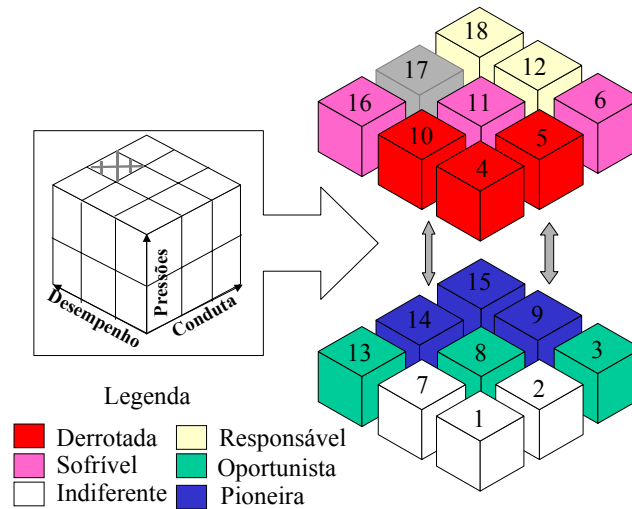 18
17
12
16
11
6
10
5
4
Pressões
Desempenho
Conduta
15
14
9
13
8
3
7
2
1
Legenda
Derrotada
Responsável
Sofrível
Oportunista
Indiferente
Pioneira